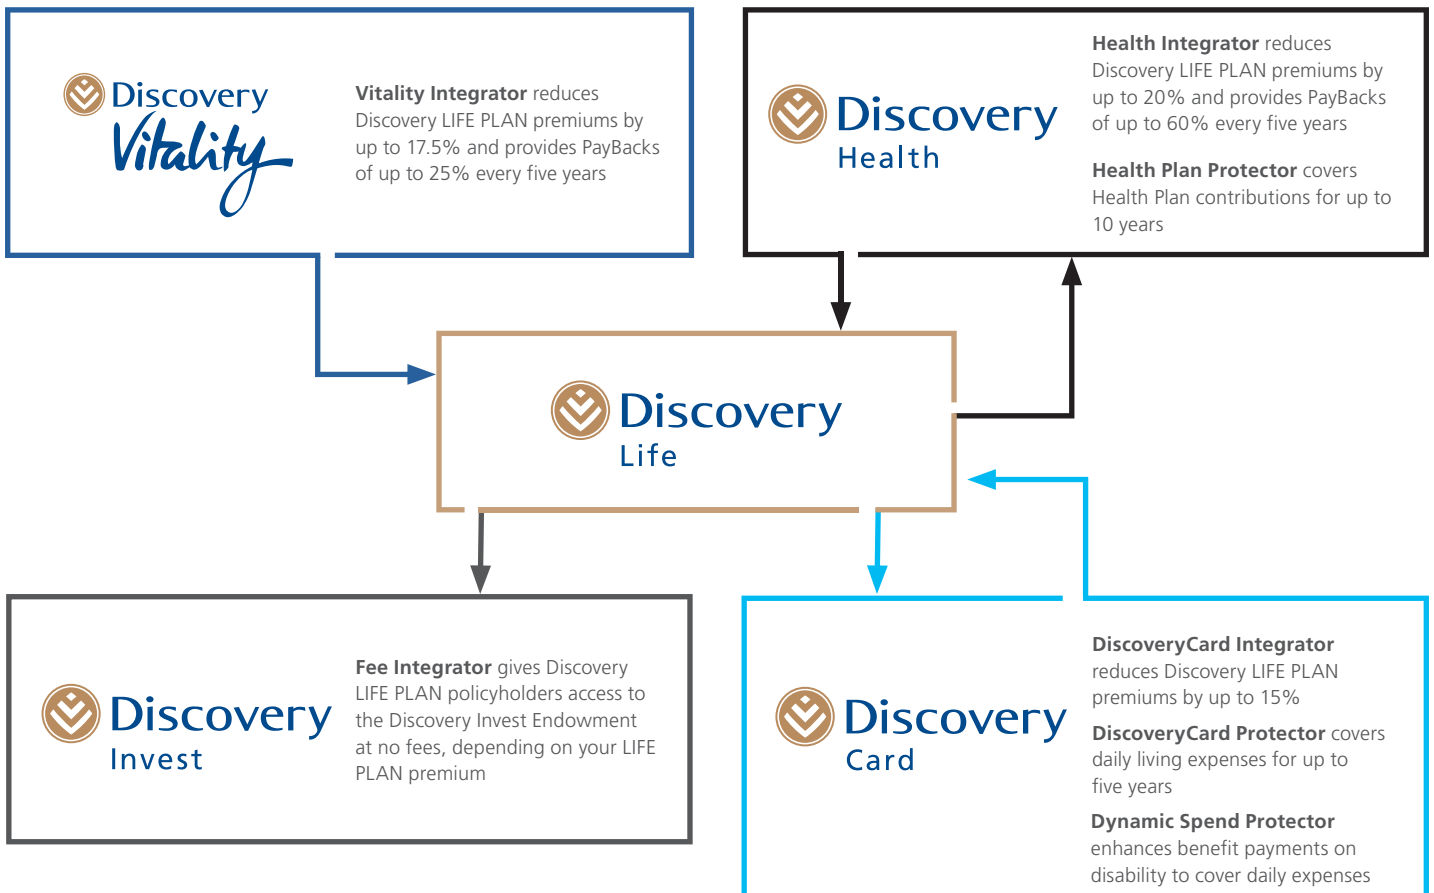 Discovery
Vitality
Vitality Integrator reduces
Discovery LIFE PLAN premiums by
up to 17.5% and provides PayBacks
of up to 25% every five years
Discovery
Health
Health Integrator reduces
Discovery LIFE PLAN premiums by
up to 20% and provides PayBacks
of up to 60% every five years
Health Plan Protector covers
Health Plan contributions for up to
10 years
Discovery
Life
Discovery
Invest
Fee Integrator gives Discovery
LIFE PLAN policyholders access to
the Discovery Invest Endowment
at no fees, depending on your LIFE
PLAN premium
Discovery
Card
DiscoveryCard Integrator
reduces Discovery LIFE PLAN
premiums by up to 15%
DiscoveryCard Protector covers
daily living expenses for up to
five years
Dynamic Spend Protector
enhances benefit payments on
disability to cover daily expenses